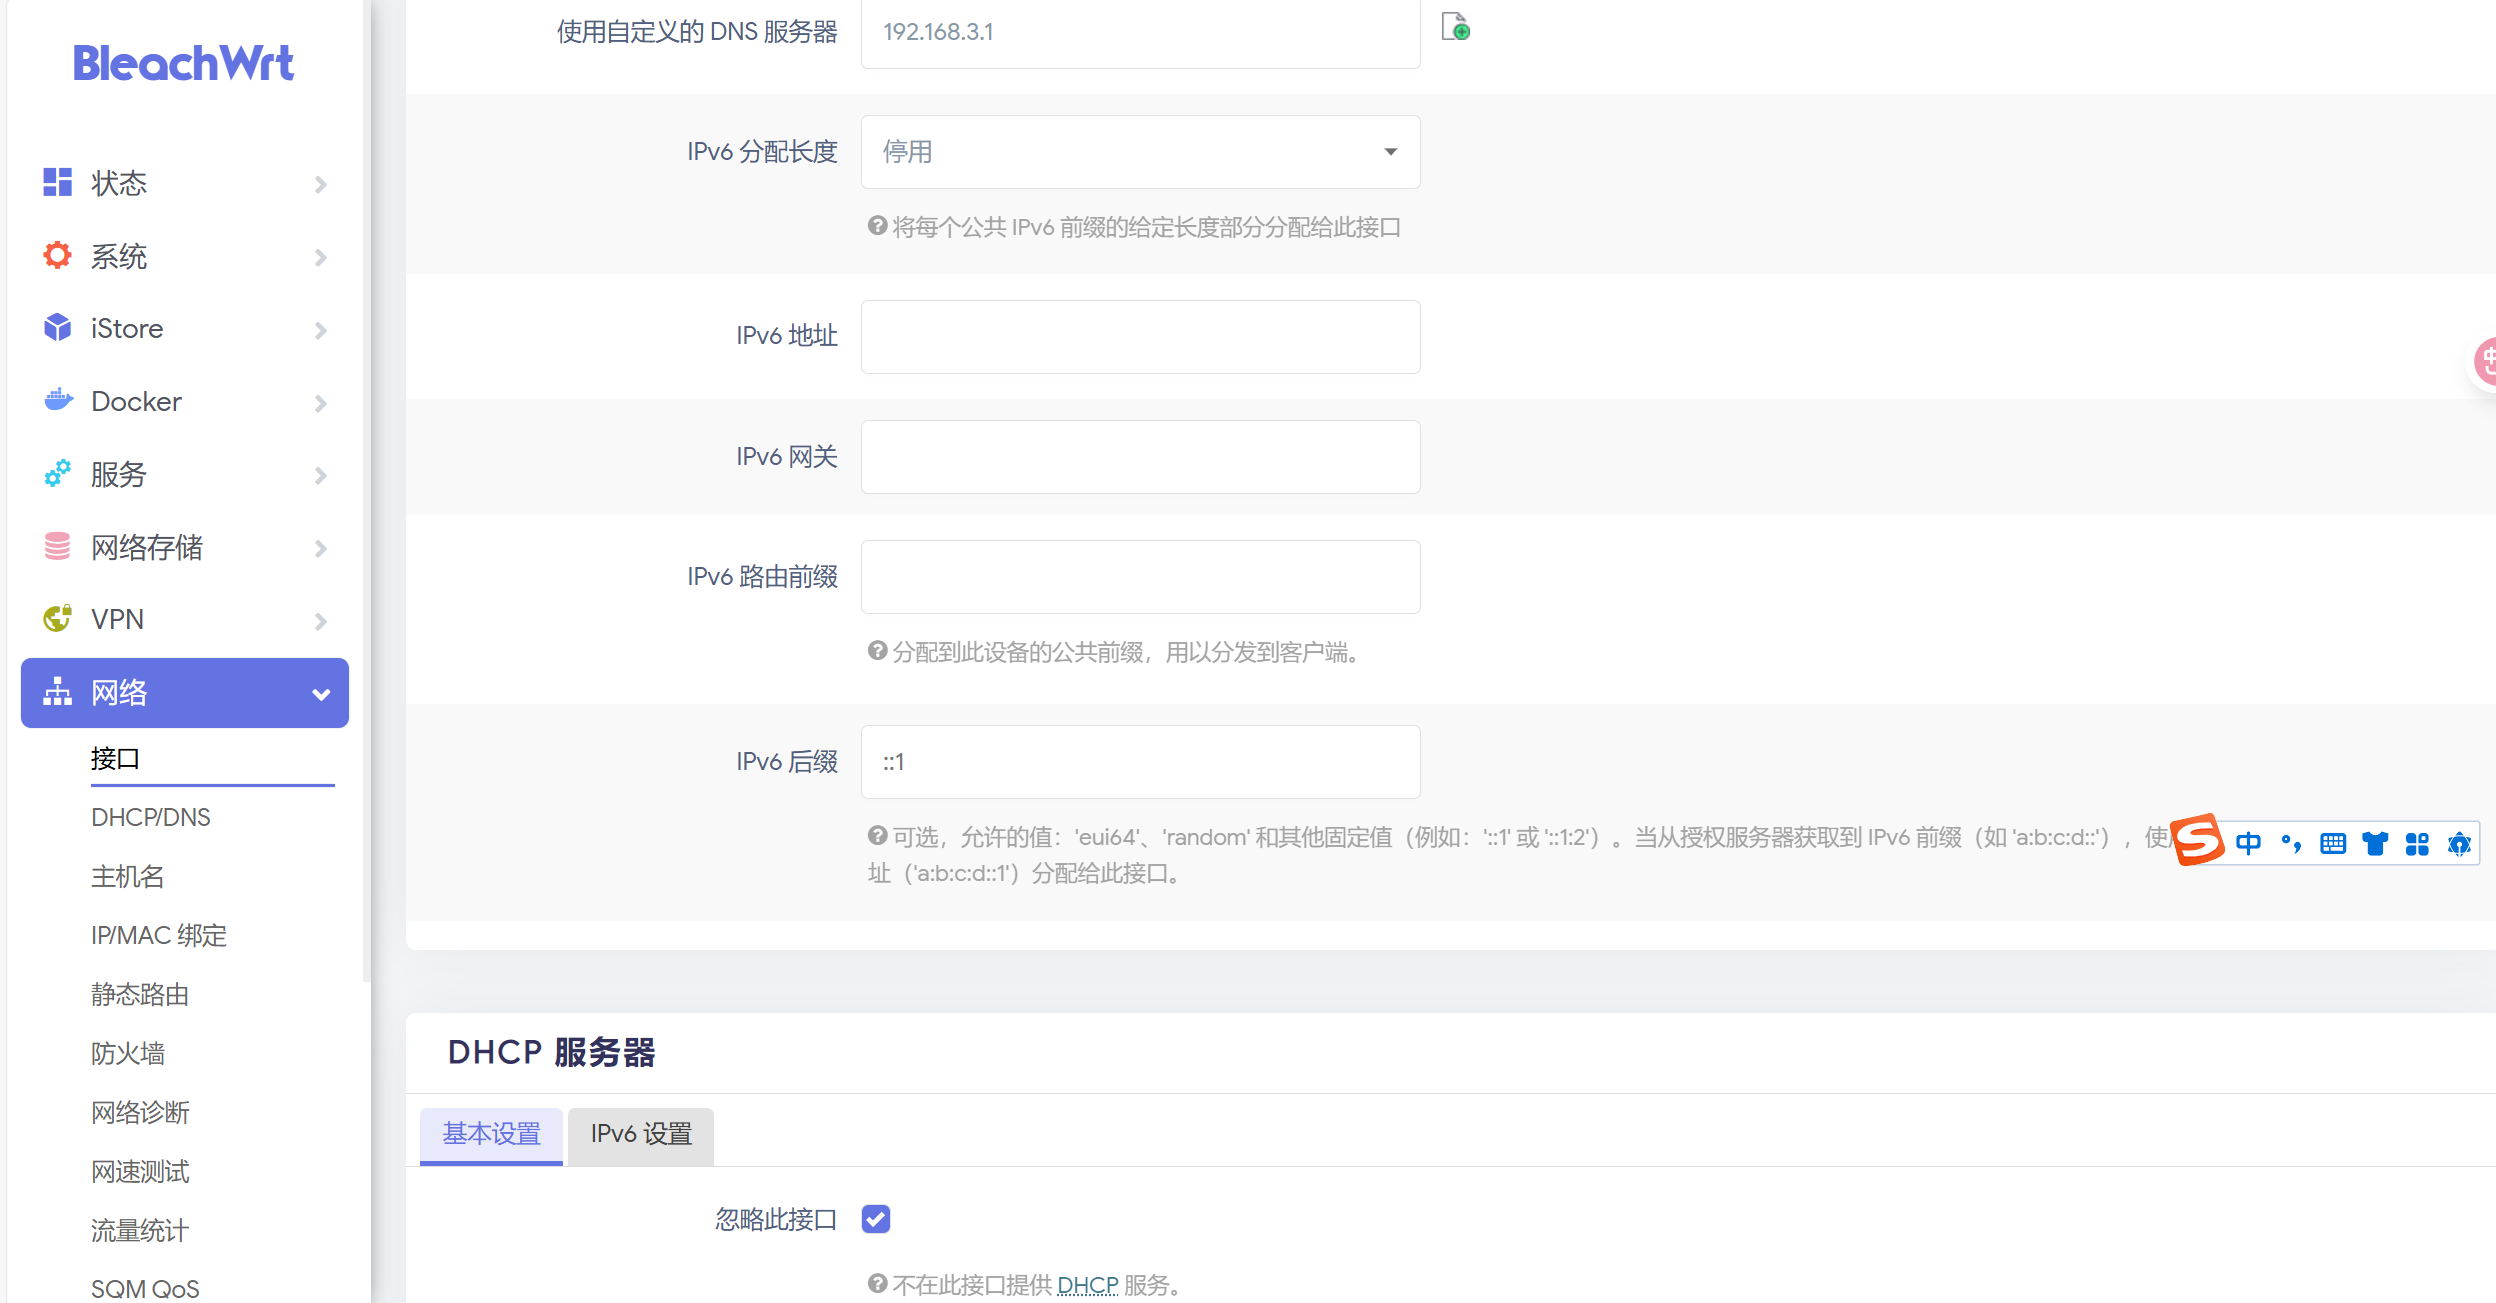 BleachWrt
状态
系统
iStore
Docker
服务
网络存储
VPN
网络
接口
DHCP/DNS
主机名
IP/MAC 绑定
静态路由
防火墙
网络诊断
网速测试
流量统计
SQM QoS
使用自定义的 DNS 服务器
192.168.3.1
IPv6 分配长度
停用
将每个公共 IPv6 前缀的给定长度部分分配给此接口
IPv6 地址
IPv6 网关
IPv6 路由前缀
分配到此设备的公共前缀，用以分发到客户端。
IPv6 后缀
::1
可选，允许的值：'eui64'、'random' 和其他固定值（例如：'::1' 或 '::1:2'）。当从授权服务器获取到 IPv6 前缀（如 'a:b:c:d::'），使
址（'a:b:c:d::1'）分配给此接口。
中
DHCP 服务器
基本设置
IPv6 设置
忽略此接口
不在此接口提供 DHCP 服务。